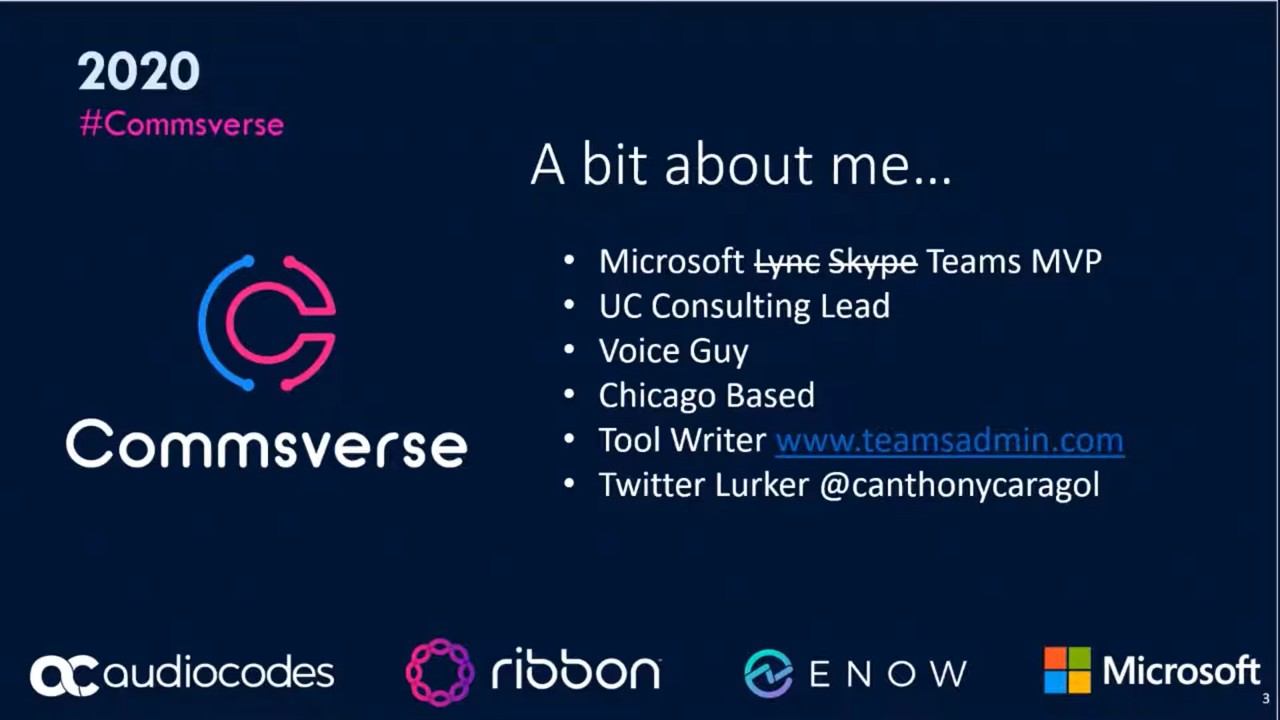 2020
#Commsverse
A bit about me...
• Microsoft Lync Skype Teams MVP
• UC Consulting Lead
• Voice Guy
• Chicago Based
• Tool Writer www.teamsadmin.com
• Twitter Lurker @canthonycaragol
Commsverse
audiocodes
ribbon
ENOW
Microsoft
3